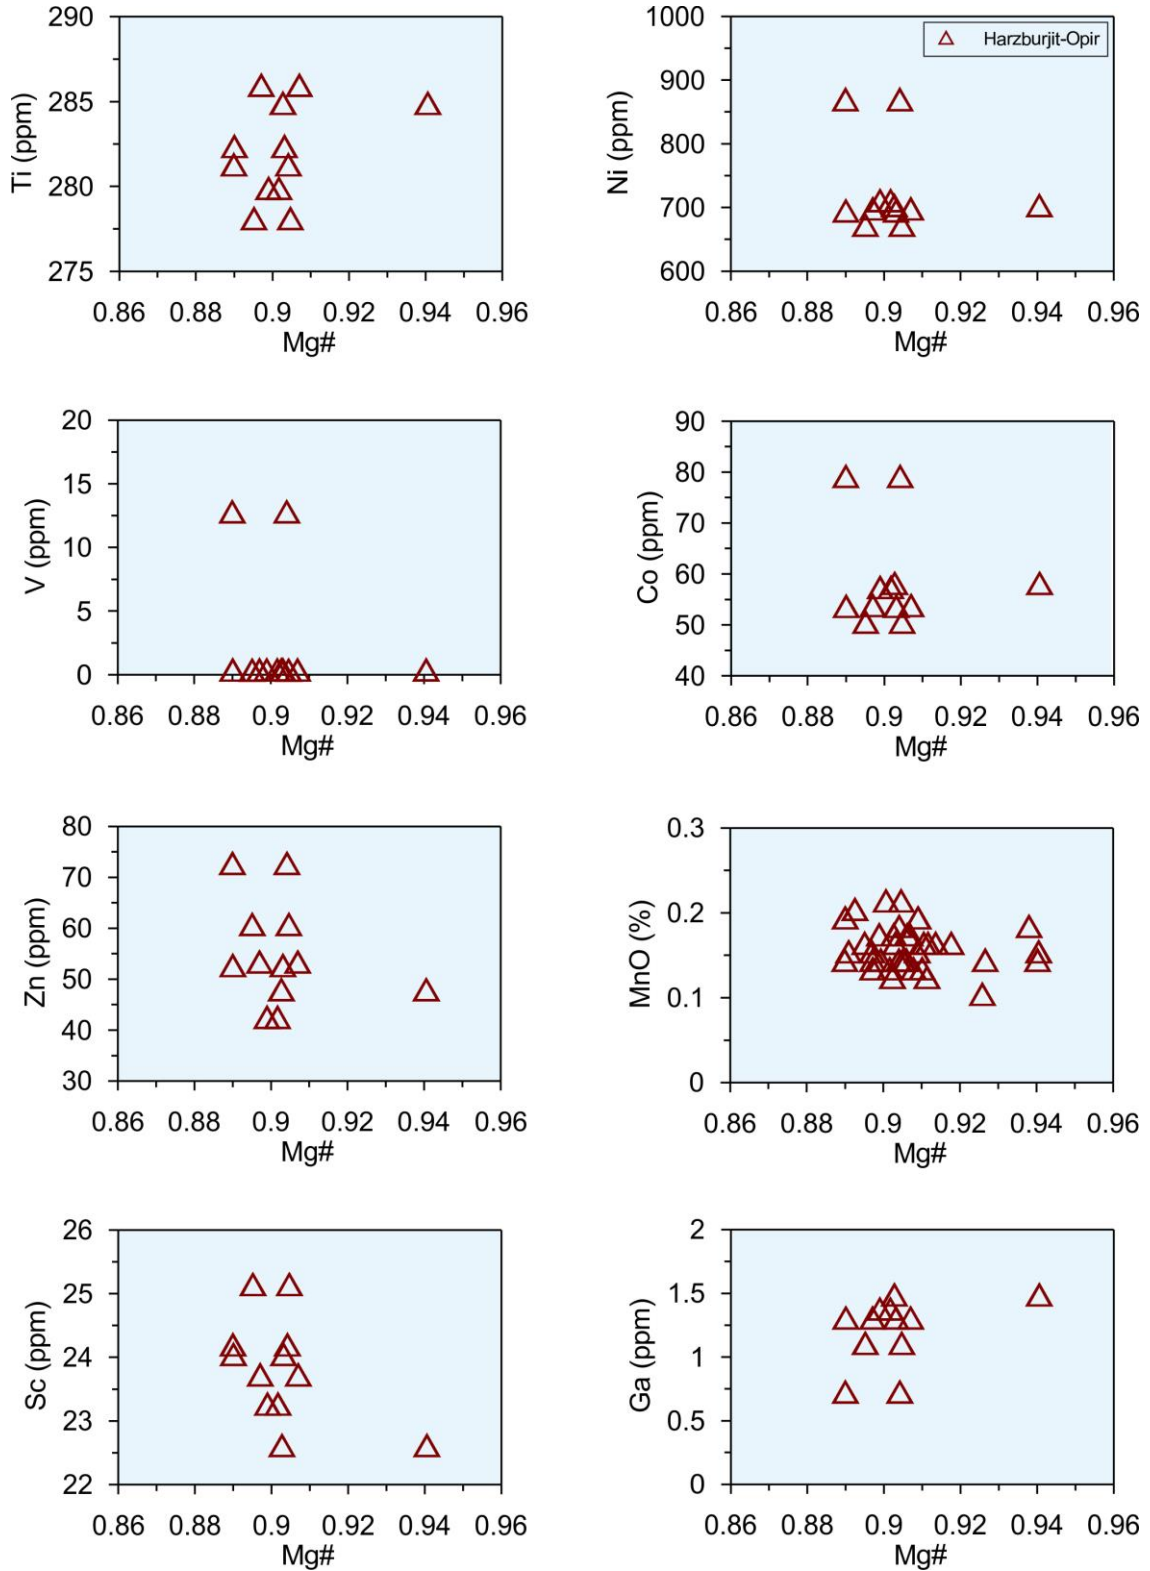 290
285
280
275
Ti (ppm)
0.86 0.88 0.9 0.92 0.94 0.96
Mg#
1000
900
800
700
600
Ni (ppm)
Harzburjit-Opir
0.86 0.88 0.9 0.92 0.94 0.96
Mg#
20
15
10
5
0
V (ppm)
0.86 0.88 0.9 0.92 0.94 0.96
Mg#
90
80
70
60
50
40
Co (ppm)
0.86 0.88 0.9 0.92 0.94 0.96
Mg#
80
70
60
50
40
30
Zn (ppm)
0.86 0.88 0.9 0.92 0.94 0.96
Mg#
0.3
0.2
0.1
0
MnO (%)
0.86 0.88 0.9 0.92 0.94 0.96
Mg#
26
25
24
23
22
Sc (ppm)
0.86 0.88 0.9 0.92 0.94 0.96
Mg#
2
1.5
1
0.5
0
Ga (ppm)
0.86 0.88 0.9 0.92 0.94 0.96
Mg#